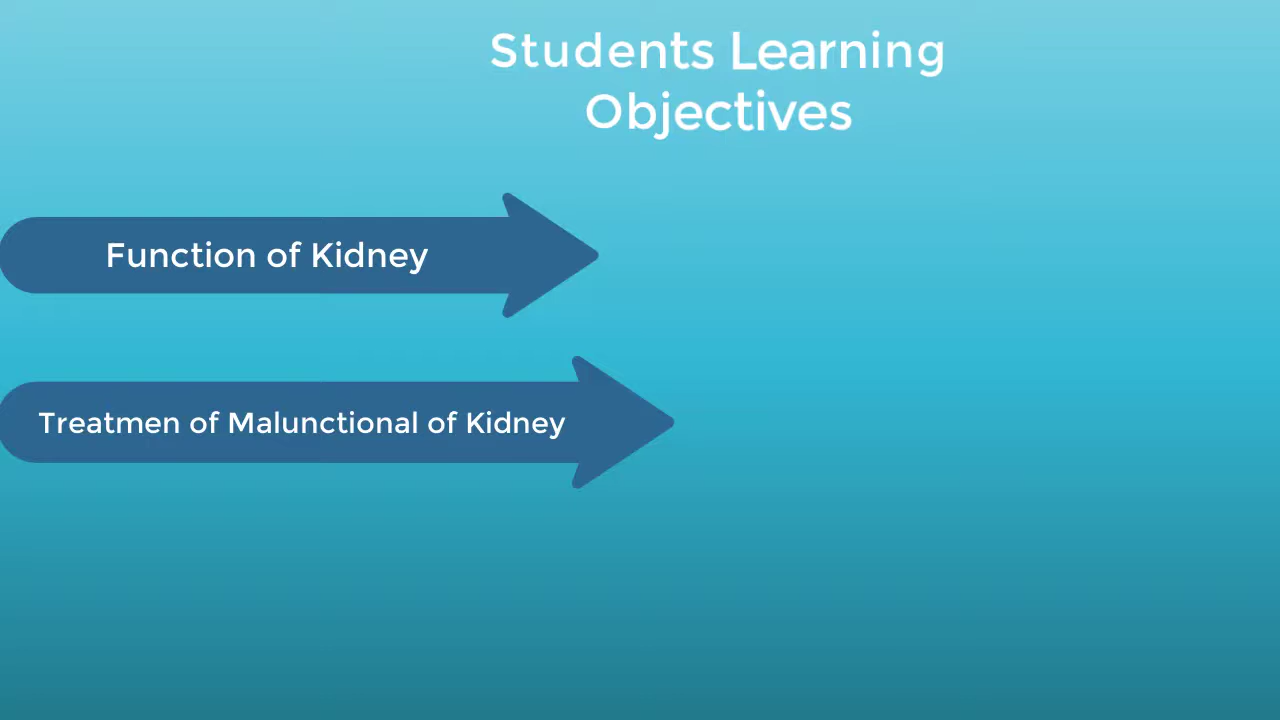 Students Learning
Objectives
Function of Kidney
Treatmen of Malunctional of Kidney